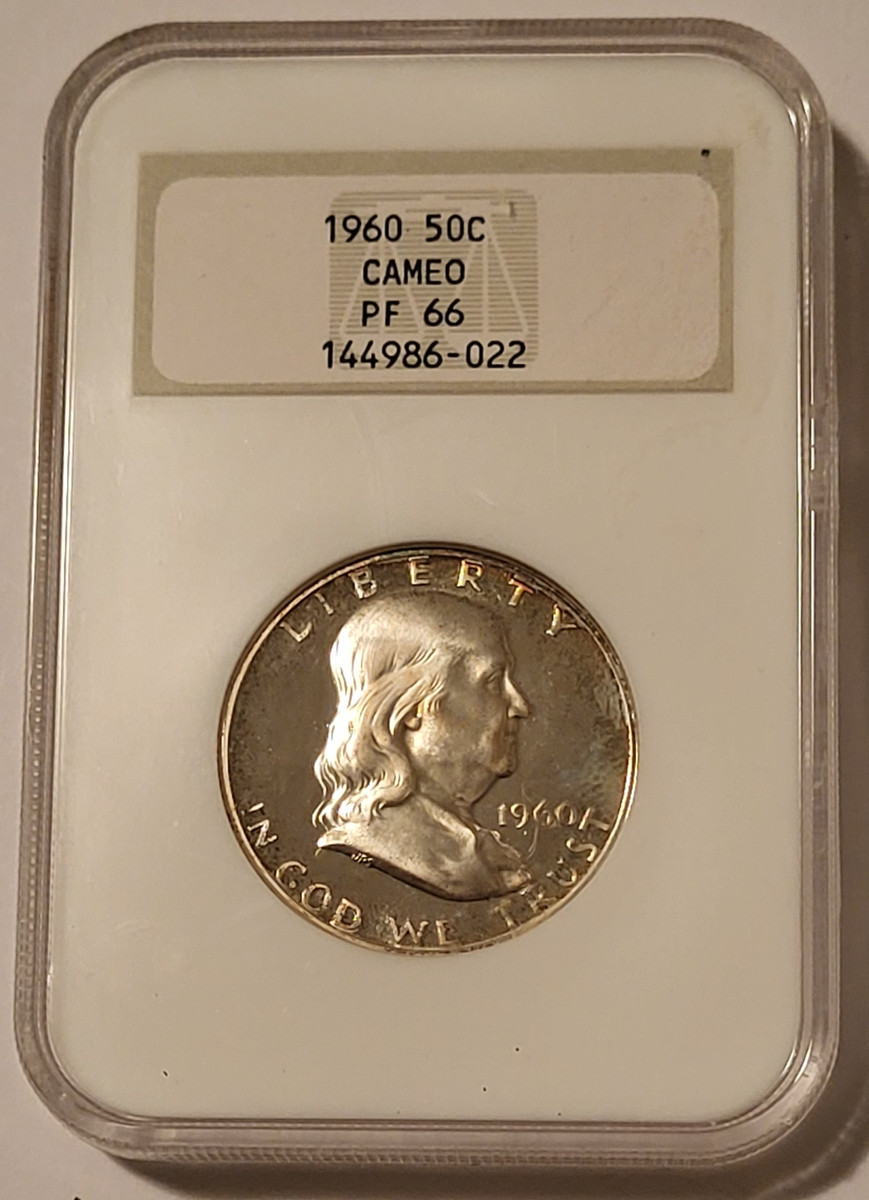 1960 50C
CAMEO
PF 66
144986-022
LIBERTY
1960
IN GOD WE TRUST